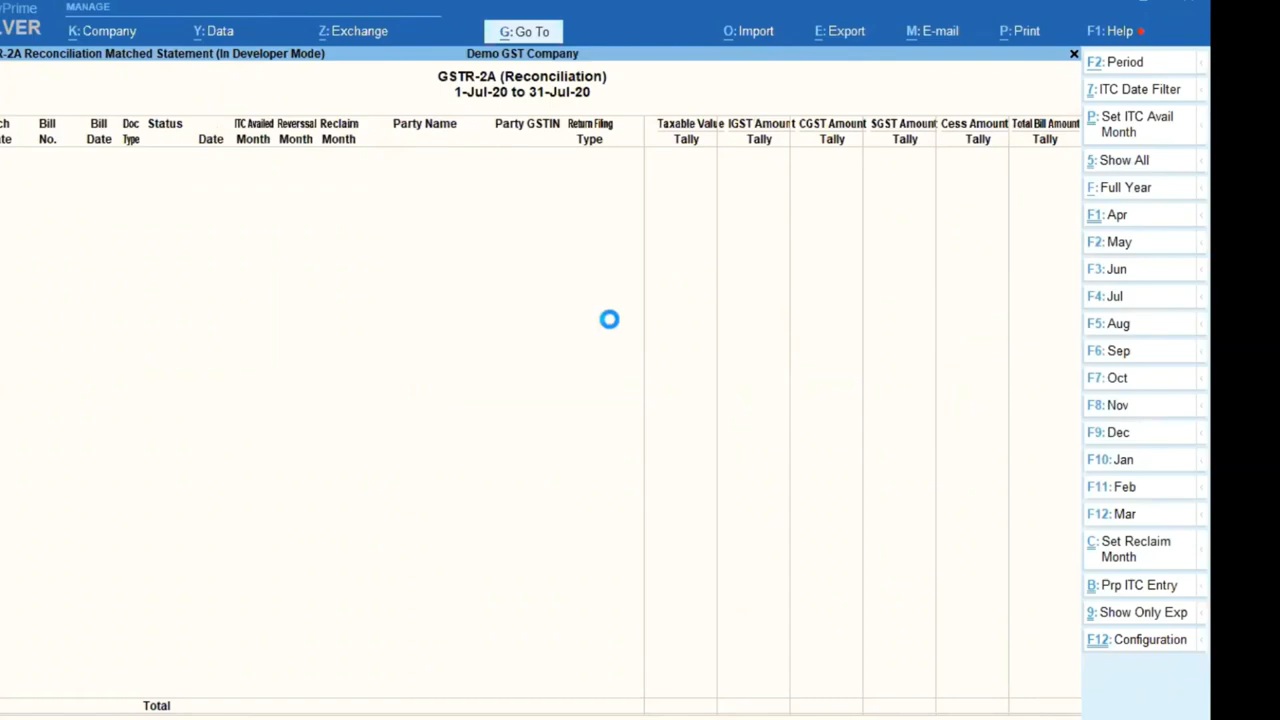 yPrime
MANAGE
LVER
K: Company
Y: Data
Z: Exchange
G: Go To
O: Import
E: Export
M: E-mail
P: Print
F1: Help
R-2A Reconciliation Matched Statement (In Developer Mode)
Demo GST Company
GSTR-2A (Reconciliation)
1-Jul-20 to 31-Jul-20
ch Bill Bill Doc Status ITC Availed Reverssal Reclaim Party Name Party GSTIN Return Filing Taxable Value IGST Amount CGST Amount SGST Amount Cess Amount Total Bill Amount
te No. Date Type Date Month Month Month Type Tally Tally Tally Tally Tally Tally
Total
F2: Period
7: ITC Date Filter
P: Set ITC Avail
Month
5: Show All
F: Full Year
F1: Apr
F2: May
F3: Jun
F4: Jul
F5: Aug
F6: Sep
F7: Oct
F8: Nov
F9: Dec
F10: Jan
F11: Feb
F12: Mar
C: Set Reclaim
Month
B: Prp ITC Entry
9: Show Only Exp
F12: Configuration